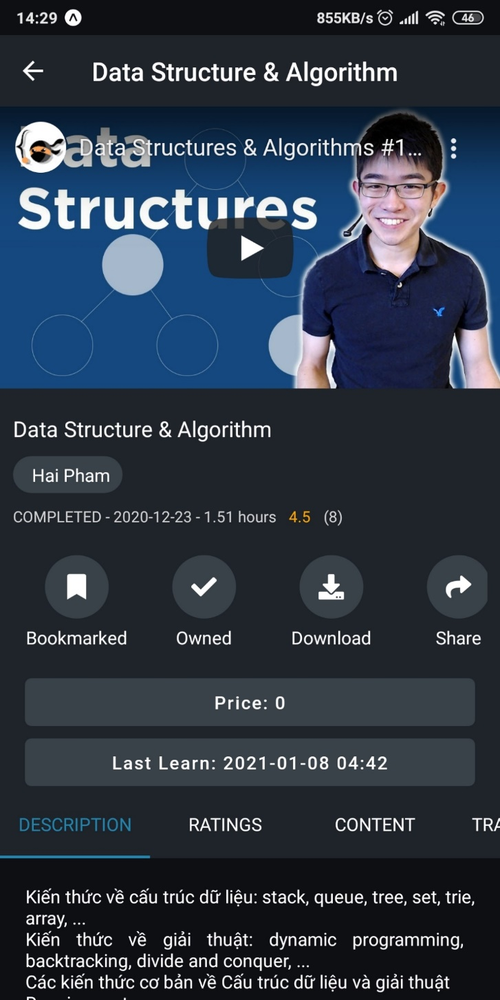 14:29
855KB/s
46
Data Structure & Algorithm
Data Structures & Algorithms #1...
Data
Structures
Data Structure & Algorithm
Hai Pham
COMPLETED - 2020-12-23 - 1.51 hours 4.5 (8)
Bookmarked Owned Download Share
Price: 0
Last Learn: 2021-01-08 04:42
DESCRIPTION RATINGS CONTENT TRA
Kiến thức về cấu trúc dữ liệu: stack, queue, tree, set, trie,
array, ...
Kiến thức về giải thuật: dynamic programming,
backtracking, divide and conquer, ...
Các kiến thức cơ bản về Cấu trúc dữ liệu và giải thuật